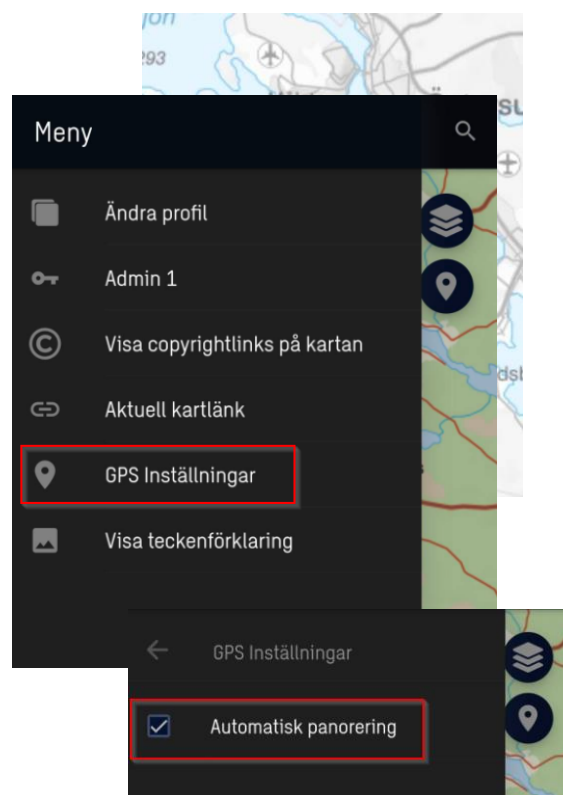 293
Meny
Ändra profil
Admin 1
Visa copyrightlinks på kartan
Aktuell kartlänk
GPS Inställningar
Visa teckenförklaring
GPS Inställningar
Automatisk panorering